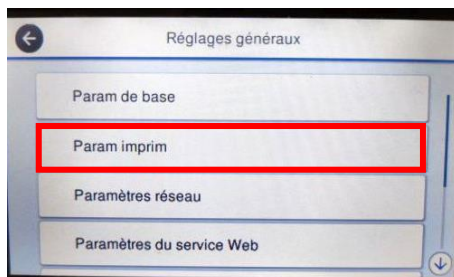 Réglages généraux
Param de base
Param imprim
Paramètres réseau
Paramètres du service Web